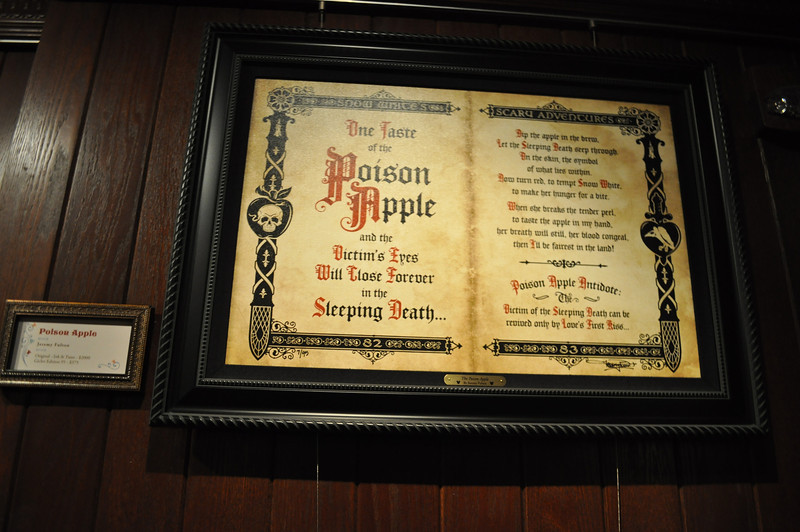 SNOW WHITE'S
One Taste
of the
Poison
Apple
and the
Victim's Eyes
Will Close Forever
in the
Sleeping Death...
82
SCARY ADVENTURES
Dip the apple in the brew,
Let the Sleeping Death seep through
On the skin, the symbol
of what lies within.
Now turn red, to tempt Snow White,
to make her hunger for a bite.
When she breaks the tender peel,
to taste the apple in my hand,
her breath will still, her blood congeal,
then I'll be fairest in the land!
Poison Apple Antidote:
The
Victim of the Sleeping Death can be
revived only by Love's First Kiss...
83
Poison Apple